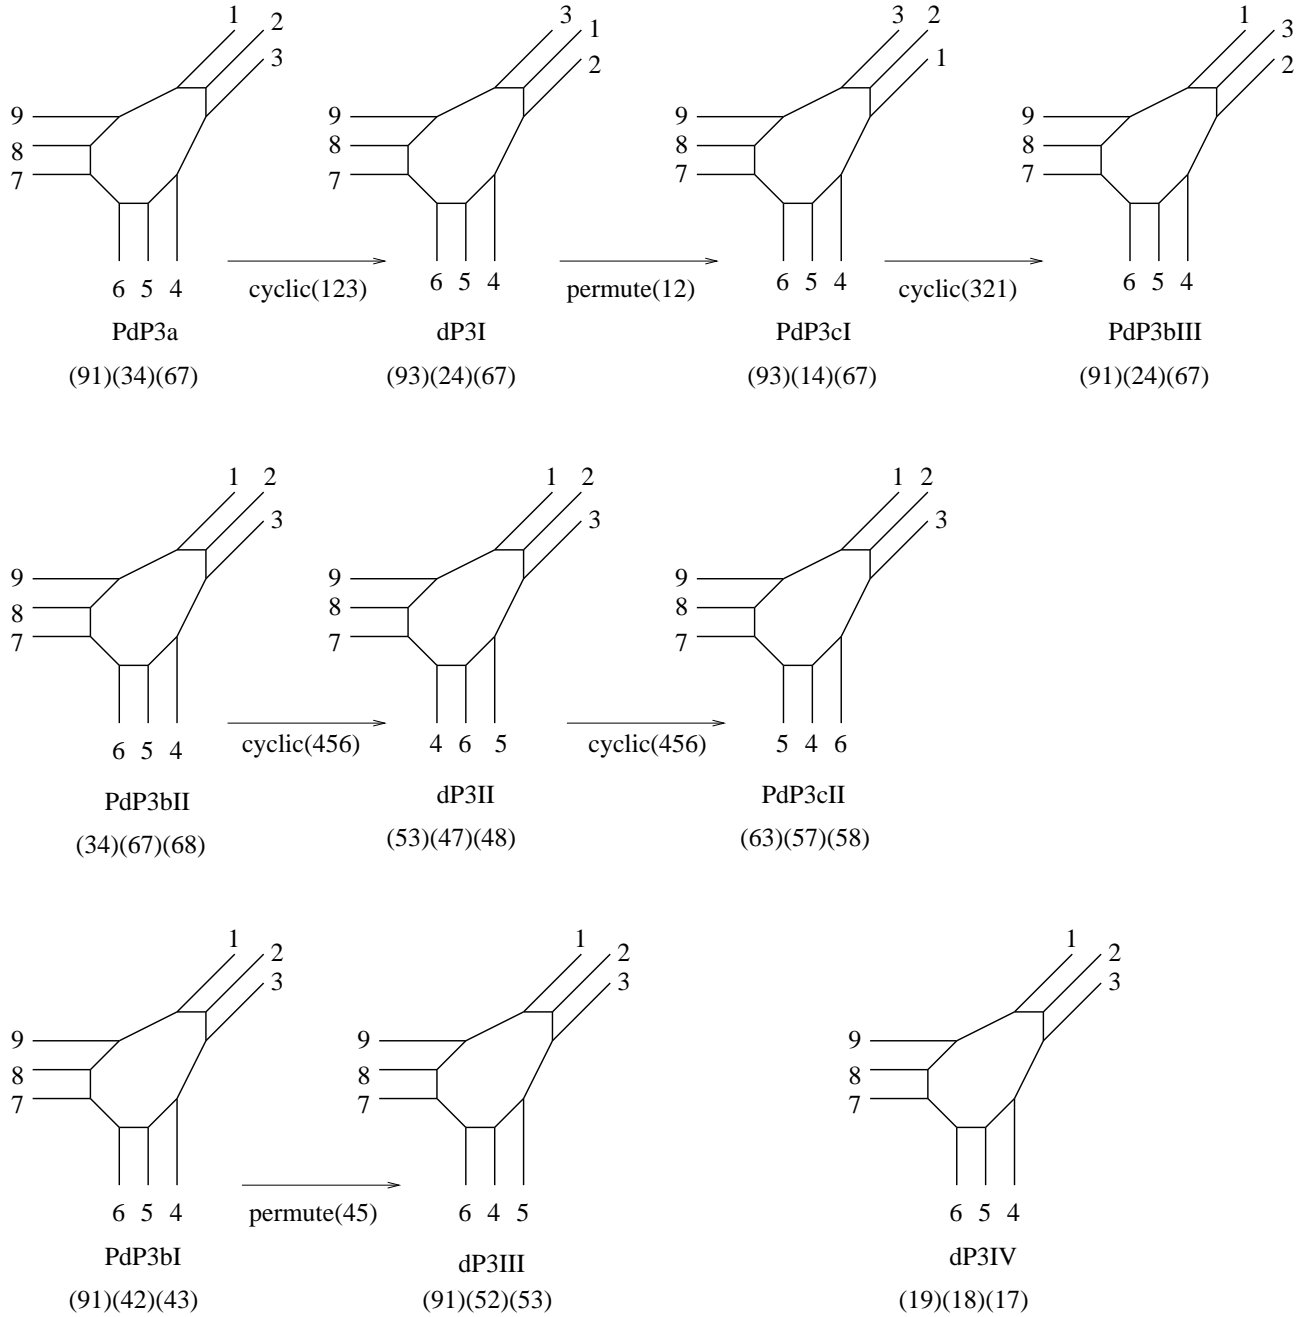 1 2 3 9 8 7 6 5 4
3 1 2 9 8 7 6 5 4
3 2 1 9 8 7 6 5 4
1 3 2 9 8 7 6 5 4
cyclic(123) permute(12) cyclic(321)
PdP3a dP3I PdP3cI PdP3bIII
(91)(34)(67) (93)(24)(67) (93)(14)(67) (91)(24)(67)
1 2 3 9 8 7 6 5 4
1 2 3 9 8 7 4 6 5
1 2 3 9 8 7 5 4 6
cyclic(456) cyclic(456)
PdP3bII dP3II PdP3cII
(34)(67)(68) (53)(47)(48) (63)(57)(58)
1 2 3 9 8 7 6 5 4
1 2 3 9 8 7 6 4 5
1 2 3 9 8 7 6 5 4
permute(45)
PdP3bI dP3III dP3IV
(91)(42)(43) (91)(52)(53) (19)(18)(17)